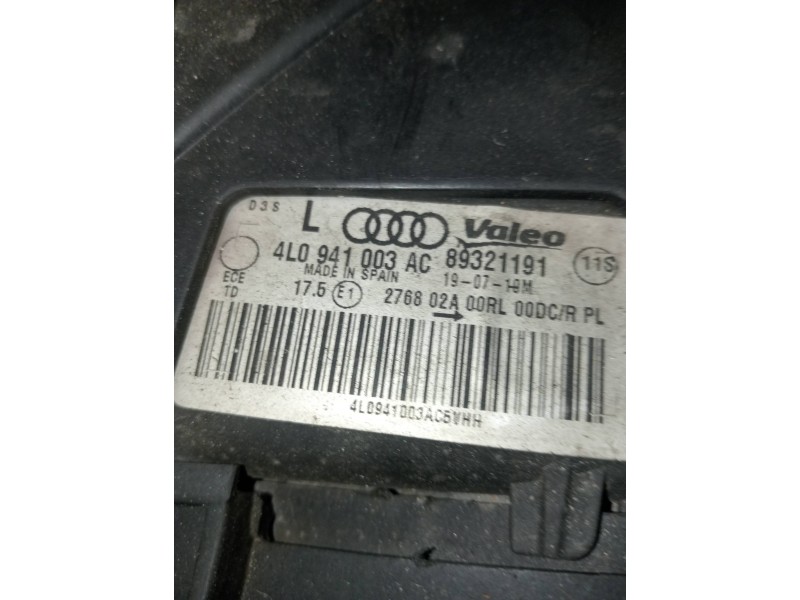 D3S L Valeo
4L0 941 003 AC 89321191 11S
MADE IN SPAIN 19-07-10M
ECE 17.5 E1 2768 02A 00RL 00DC/R PL
TD
4L0941003AC5VHH